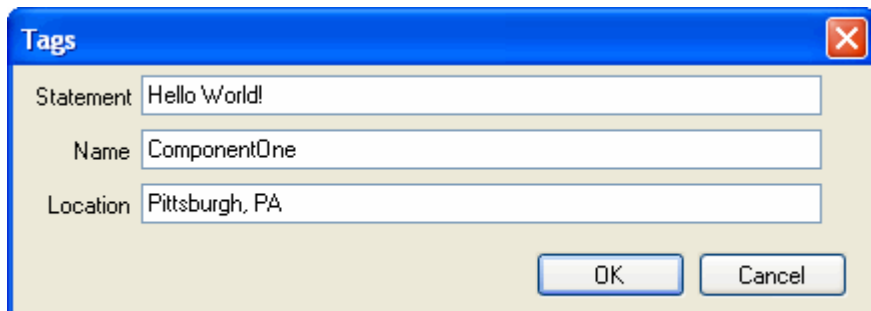 Tags
Statement Hello World!
Name ComponentOne
Location Pittsburgh, PA
OK Cancel